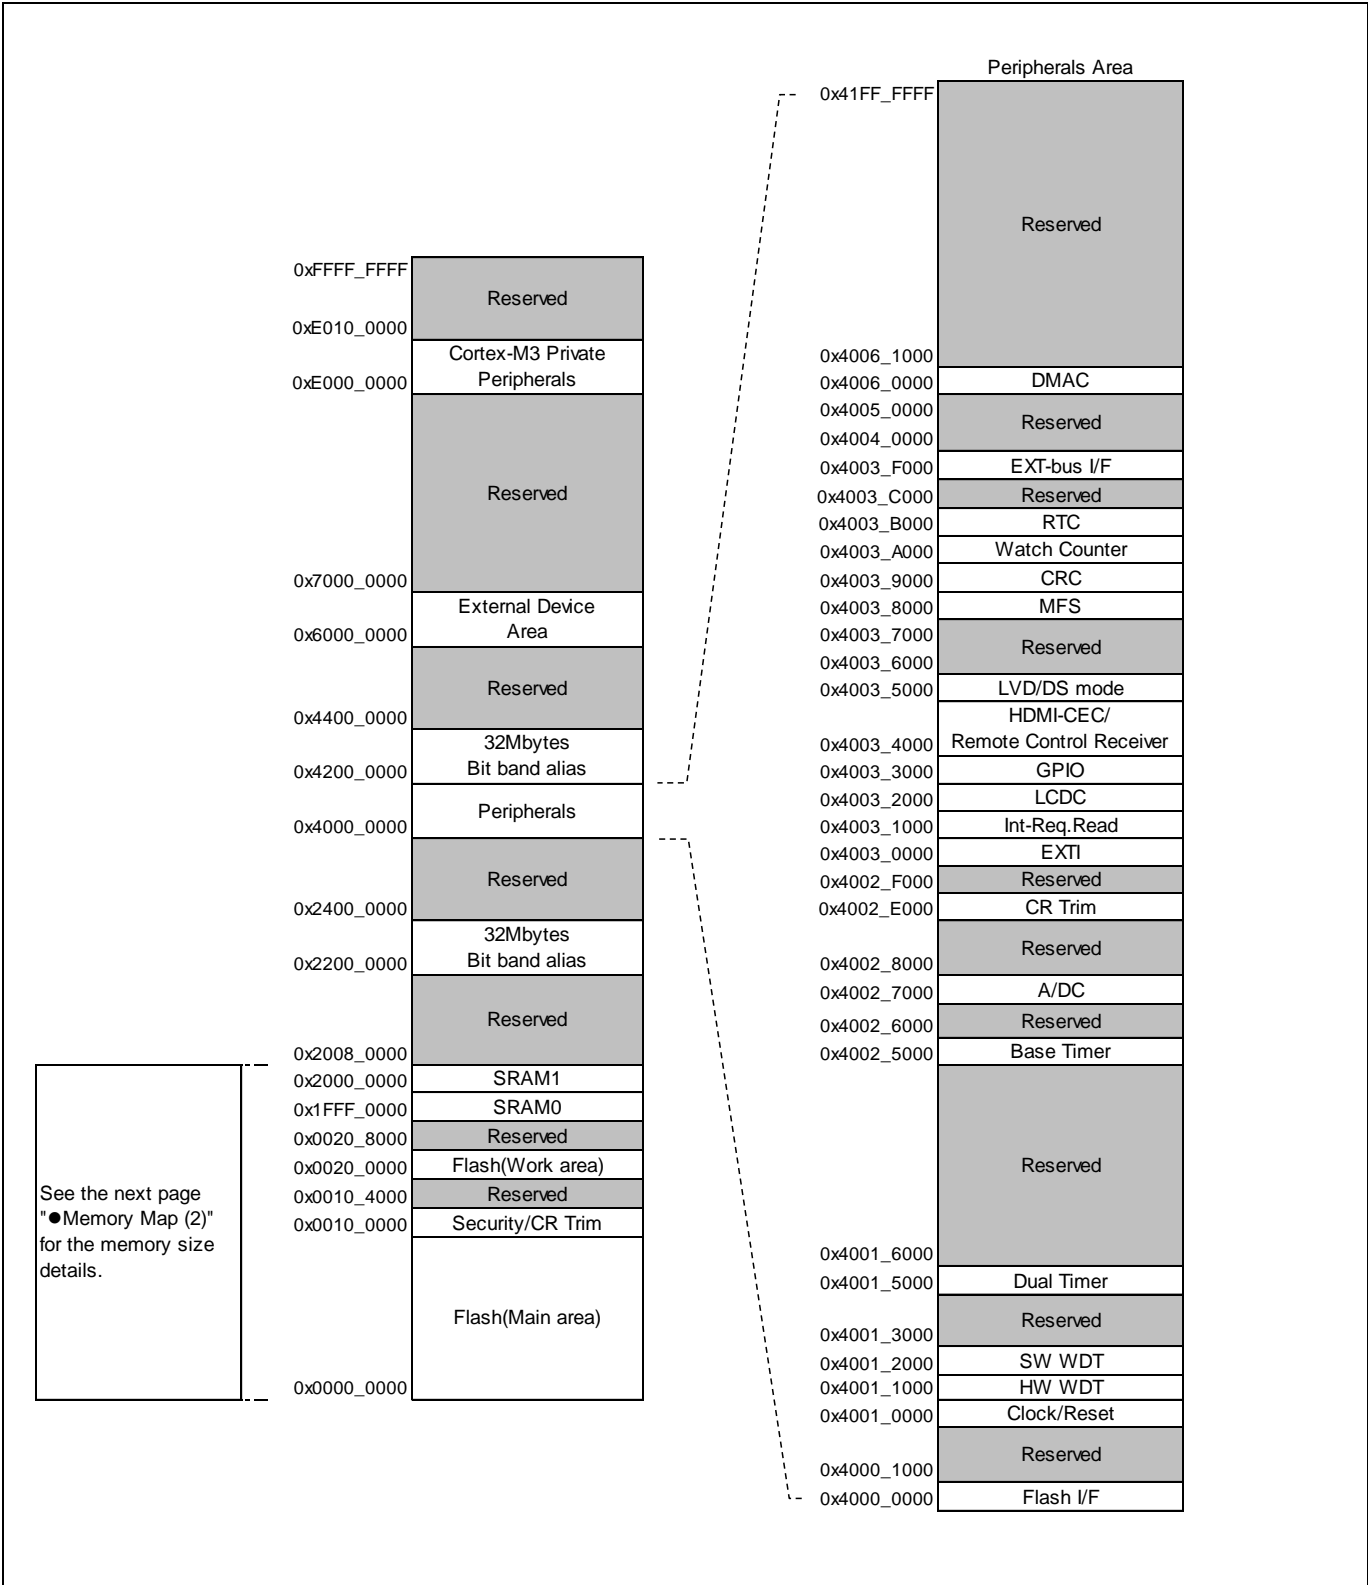 Peripherals Area
0x41FF_FFFF
Reserved
0x4006_1000
0x4006_0000 DMAC
0x4005_0000
Reserved
0x4004_0000
0x4003_F000 EXT-bus I/F
0x4003_C000 Reserved
0x4003_B000 RTC
0x4003_A000 Watch Counter
0x4003_9000 CRC
0x4003_8000 MFS
0x4003_7000
Reserved
0x4003_6000
0x4003_5000 LVD/DS mode
HDMI-CEC/
0x4003_4000 Remote Control Receiver
0x4003_3000 GPIO
0x4003_2000 LCDC
0x4003_1000 Int-Req.Read
0x4003_0000 EXTI
0x4002_F000 Reserved
0x4002_E000 CR Trim
Reserved
0x4002_8000
0x4002_7000 A/DC
0x4002_6000 Reserved
0x4002_5000 Base Timer
Reserved
0x4001_6000
0x4001_5000 Dual Timer
Reserved
0x4001_3000
0x4001_2000 SW WDT
0x4001_1000 HW WDT
0x4001_0000 Clock/Reset
Reserved
0x4000_1000
0x4000_0000 Flash I/F
0xFFFF_FFFF
Reserved
0xE010_0000
Cortex-M3 Private
0xE000_0000 Peripherals
Reserved
0x7000_0000
External Device
0x6000_0000 Area
Reserved
0x4400_0000
32Mbytes
0x4200_0000 Bit band alias
Peripherals
0x4000_0000
Reserved
0x2400_0000
32Mbytes
0x2200_0000 Bit band alias
Reserved
0x2008_0000
0x2000_0000 SRAM1
0x1FFF_0000 SRAM0
0x0020_8000 Reserved
0x0020_0000 Flash(Work area)
0x0010_4000 Reserved
0x0010_0000 Security/CR Trim
Flash(Main area)
0x0000_0000
See the next page
"●Memory Map (2)"
for the memory size
details.